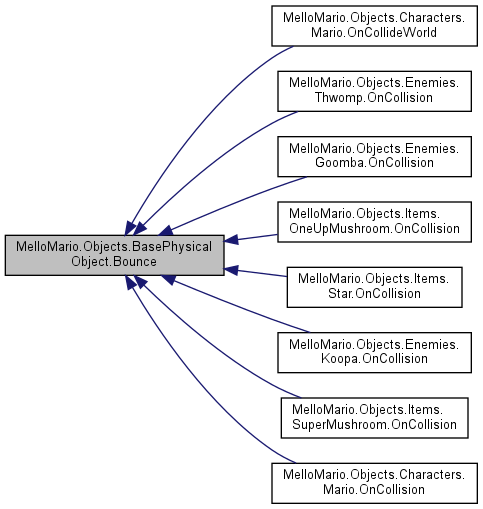 MelloMario.Objects.Characters.
Mario.OnCollideWorld
MelloMario.Objects.Enemies.
Thwomp.OnCollision
MelloMario.Objects.Enemies.
Goomba.OnCollision
MelloMario.Objects.Items.
OneUpMushroom.OnCollision
MelloMario.Objects.BasePhysical
Object.Bounce
MelloMario.Objects.Items.
Star.OnCollision
MelloMario.Objects.Enemies.
Koopa.OnCollision
MelloMario.Objects.Items.
SuperMushroom.OnCollision
MelloMario.Objects.Characters.
Mario.OnCollision